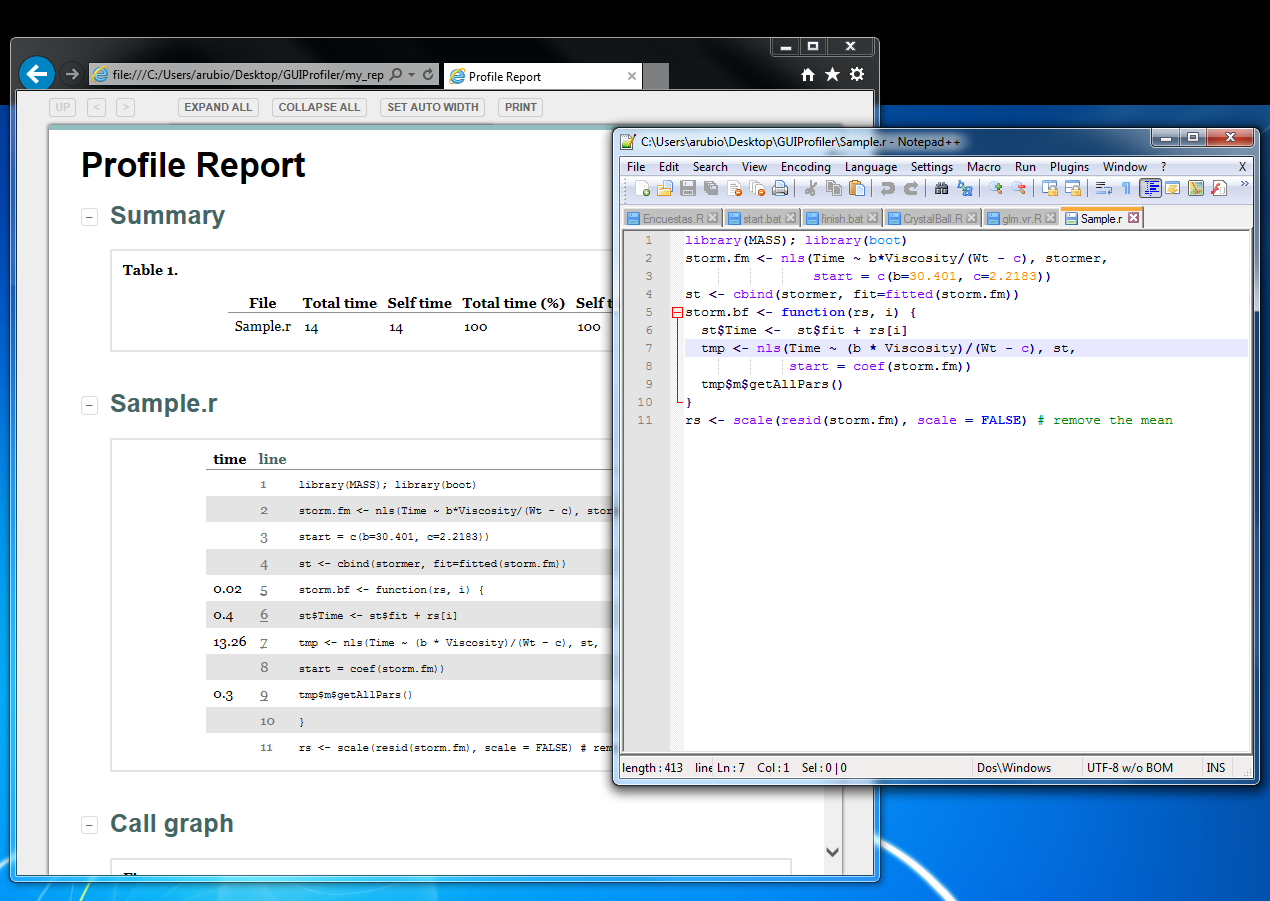 file:///C:/Users/arubio/Desktop/GUIProfiler/my_rep
Profile Report
UP < > EXPAND ALL COLLAPSE ALL SET AUTO WIDTH PRINT
Profile Report
Summary
Table 1.
File Total time Self time Total time (%) Self
Sample.r 14 14 100 100
Sample.r
time line
1 library(MASS); library(boot)
2 storm.fm <- nls(Time ~ b*Viscosity/(Wt - c), stor
3 start = c(b=30.401, c=2.2183))
4 st <- cbind(stormer, fit=fitted(storm.fm))
0.02 5 storm.bf <- function(rs, i) {
0.4 6 st$Time <- st$fit + rs[i]
13.26 7 tmp <- nls(Time ~ (b * Viscosity)/(Wt - c), st,
8 start = coef(storm.fm))
0.3 9 tmp$m$getAllPars()
10 }
11 rs <- scale(resid(storm.fm), scale = FALSE) # rem
Call graph
C:\Users\arubio\Desktop\GUIProfiler\Sample.r - Notepad++
File Edit Search View Encoding Language Settings Macro Run Plugins Window ? X
Encuestas.R start.bat finish.bat CrystalBall.R glm.vr.R Sample.r
1 library(MASS); library(boot)
2 storm.fm <- nls(Time ~ b*Viscosity/(Wt - c), stormer,
3 start = c(b=30.401, c=2.2183))
4 st <- cbind(stormer, fit=fitted(storm.fm))
5 storm.bf <- function(rs, i) {
6 st$Time <- st$fit + rs[i]
7 tmp <- nls(Time ~ (b * Viscosity)/(Wt - c), st,
8 start = coef(storm.fm))
9 tmp$m$getAllPars()
10 }
11 rs <- scale(resid(storm.fm), scale = FALSE) # remove the mean
length : 413 line Ln : 7 Col : 1 Sel : 0 | 0 Dos\Windows UTF-8 w/o BOM INS